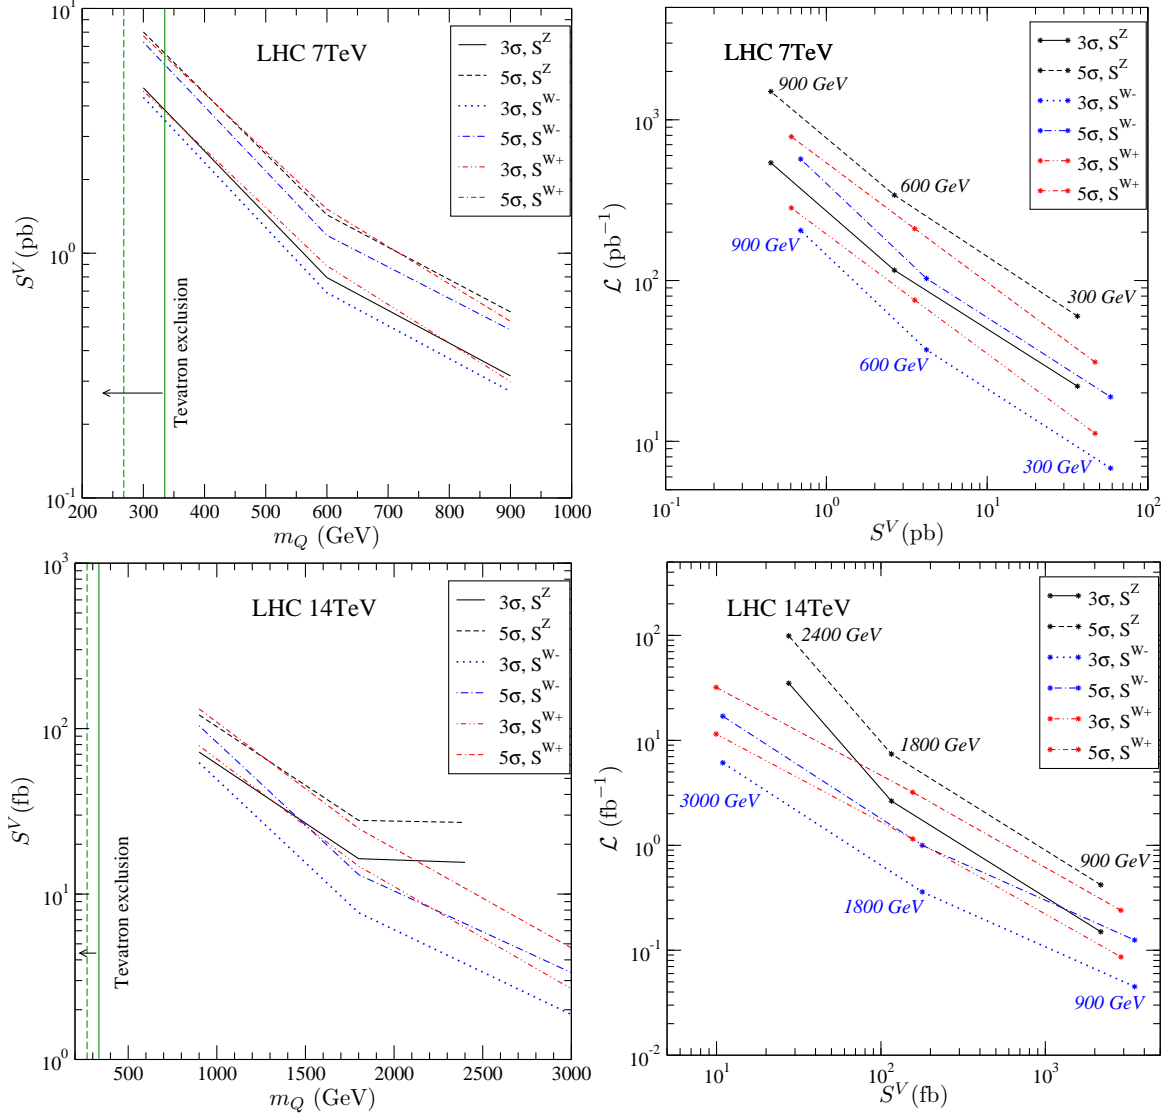 LHC 7TeV
3σ, S^Z
5σ, S^Z
3σ, S^W-
5σ, S^W-
3σ, S^W+
5σ, S^W+
Tevatron exclusion
S^V (pb)
10^1
10^0
10^-1
200 300 400 500 600 700 800 900 1000
m_Q (GeV)
LHC 7TeV
3σ, S^Z
5σ, S^Z
3σ, S^W-
5σ, S^W-
3σ, S^W+
5σ, S^W+
900 GeV
600 GeV
300 GeV
900 GeV
600 GeV
300 GeV
ℒ (pb^−1)
10^3
10^2
10^1
10^-1 10^0 10^1 10^2
S^V (pb)
LHC 14TeV
3σ, S^Z
5σ, S^Z
3σ, S^W-
5σ, S^W-
3σ, S^W+
5σ, S^W+
Tevatron exclusion
S^V (fb)
10^3
10^2
10^1
10^0
500 1000 1500 2000 2500 3000
m_Q (GeV)
LHC 14TeV
3σ, S^Z
5σ, S^Z
3σ, S^W-
5σ, S^W-
3σ, S^W+
5σ, S^W+
2400 GeV
1800 GeV
900 GeV
3000 GeV
1800 GeV
900 GeV
ℒ (fb^−1)
10^2
10^1
10^0
10^-1
10^-2
10^1 10^2 10^3
S^V (fb)